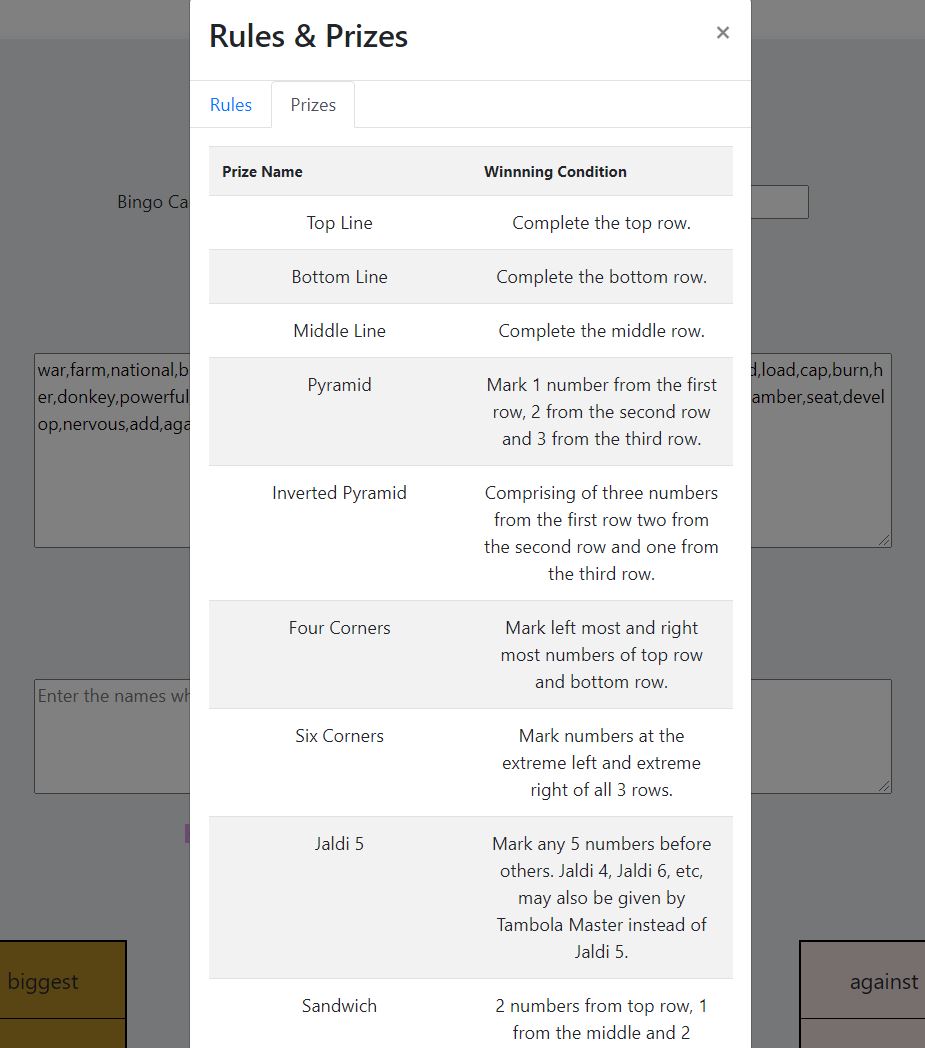 Rules & Prizes
×
Rules
Prizes
Prize Name
Winnning Condition
Top Line
Complete the top row.
Bottom Line
Complete the bottom row.
Middle Line
Complete the middle row.
Pyramid
Mark 1 number from the first
row, 2 from the second row
and 3 from the third row.
Inverted Pyramid
Comprising of three numbers
from the first row two from
the second row and one from
the third row.
Four Corners
Mark left most and right
most numbers of top row
and bottom row.
Six Corners
Mark numbers at the
extreme left and extreme
right of all 3 rows.
Jaldi 5
Mark any 5 numbers before
others. Jaldi 4, Jaldi 6, etc,
may also be given by
Tambola Master instead of
Jaldi 5.
Sandwich
2 numbers from top row, 1
from the middle and 2
Bingo Ca
war,farm,national,b
er,donkey,powerful
op,nervous,add,aga
,load,cap,burn,h
amber,seat,devel
Enter the names wh
biggest
against